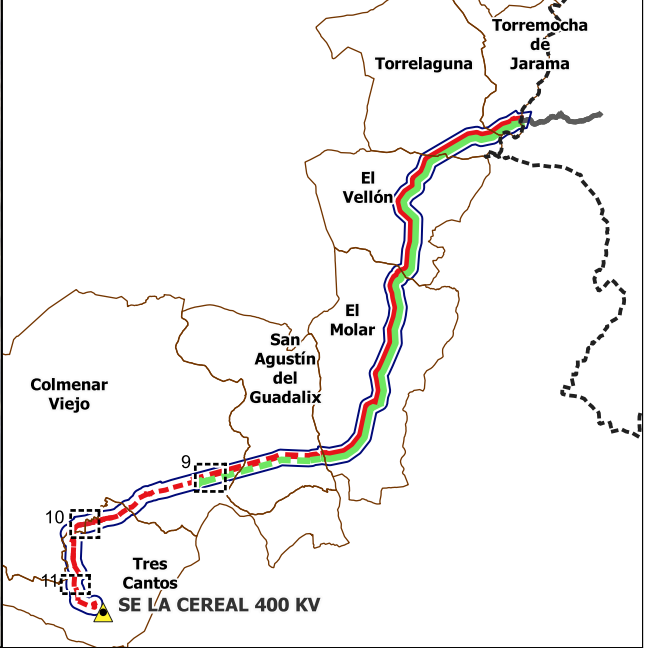 Torremocha
de
Jarama
Torrelaguna
El
Vellón
El
Molar
San
Agustín
del
Guadalix
Colmenar
Viejo
9
10
11
Tres
Cantos
SE LA CEREAL 400 KV